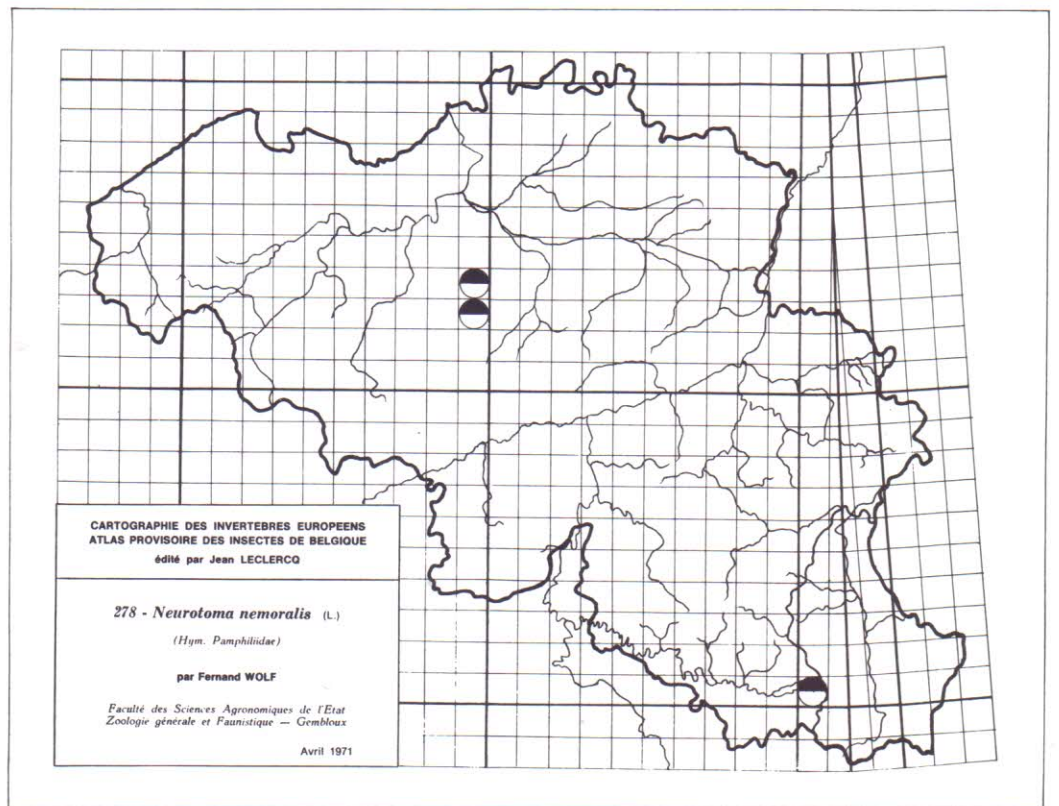 CARTOGRAPHIE DES INVERTEBRES EUROPEENS
ATLAS PROVISOIRE DES INSECTES DE BELGIQUE
édité par Jean LECLERCQ
278 - Neurotoma nemoralis (L.)
(Hym. Pamphiliidae)
par Fernand WOLF
Faculté des Sciences Agronomiques de l'Etat
Zoologie générale et Faunistique — Gembloux
Avril 1971